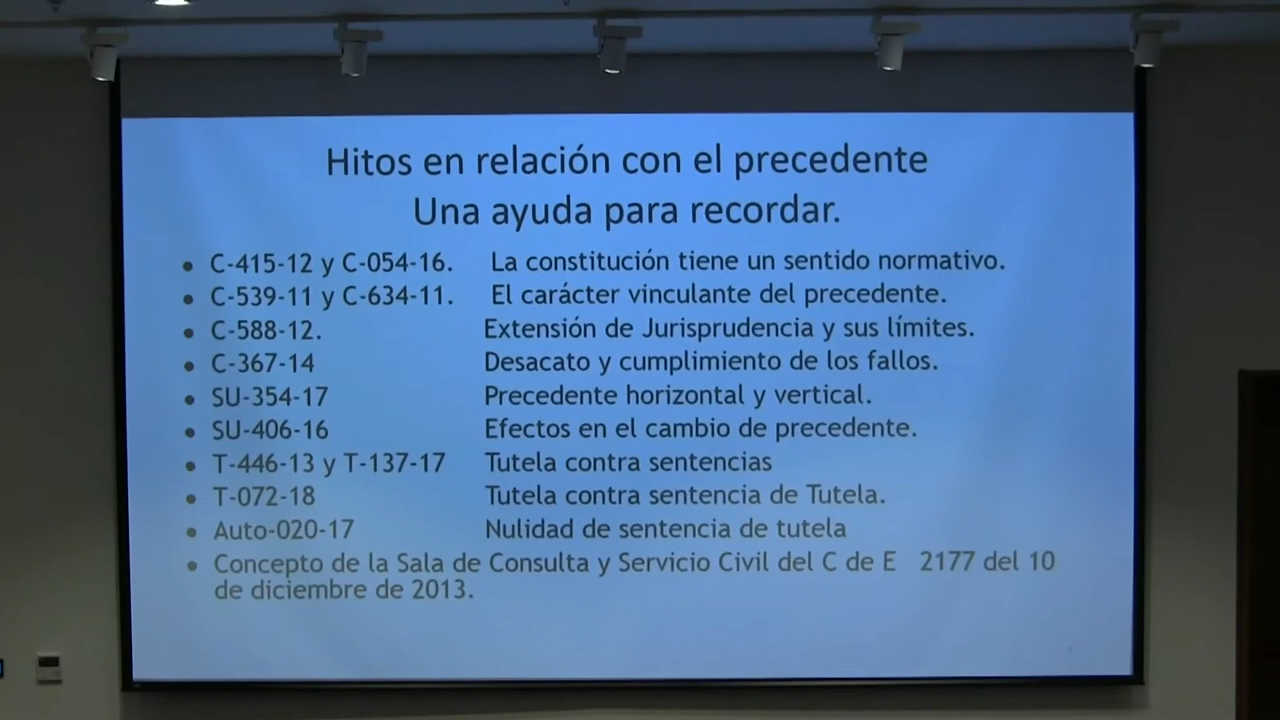 Hitos en relación con el precedente
Una ayuda para recordar.
• C-415-12 y C-054-16. La constitución tiene un sentido normativo.
• C-539-11 y C-634-11. El carácter vinculante del precedente.
• C-588-12. Extensión de Jurisprudencia y sus límites.
• C-367-14 Desacato y cumplimiento de los fallos.
• SU-354-17 Precedente horizontal y vertical.
• SU-406-16 Efectos en el cambio de precedente.
• T-446-13 y T-137-17 Tutela contra sentencias
• T-072-18 Tutela contra sentencia de Tutela.
• Auto-020-17 Nulidad de sentencia de tutela
• Concepto de la Sala de Consulta y Servicio Civil del C de E 2177 del 10
de diciembre de 2013.